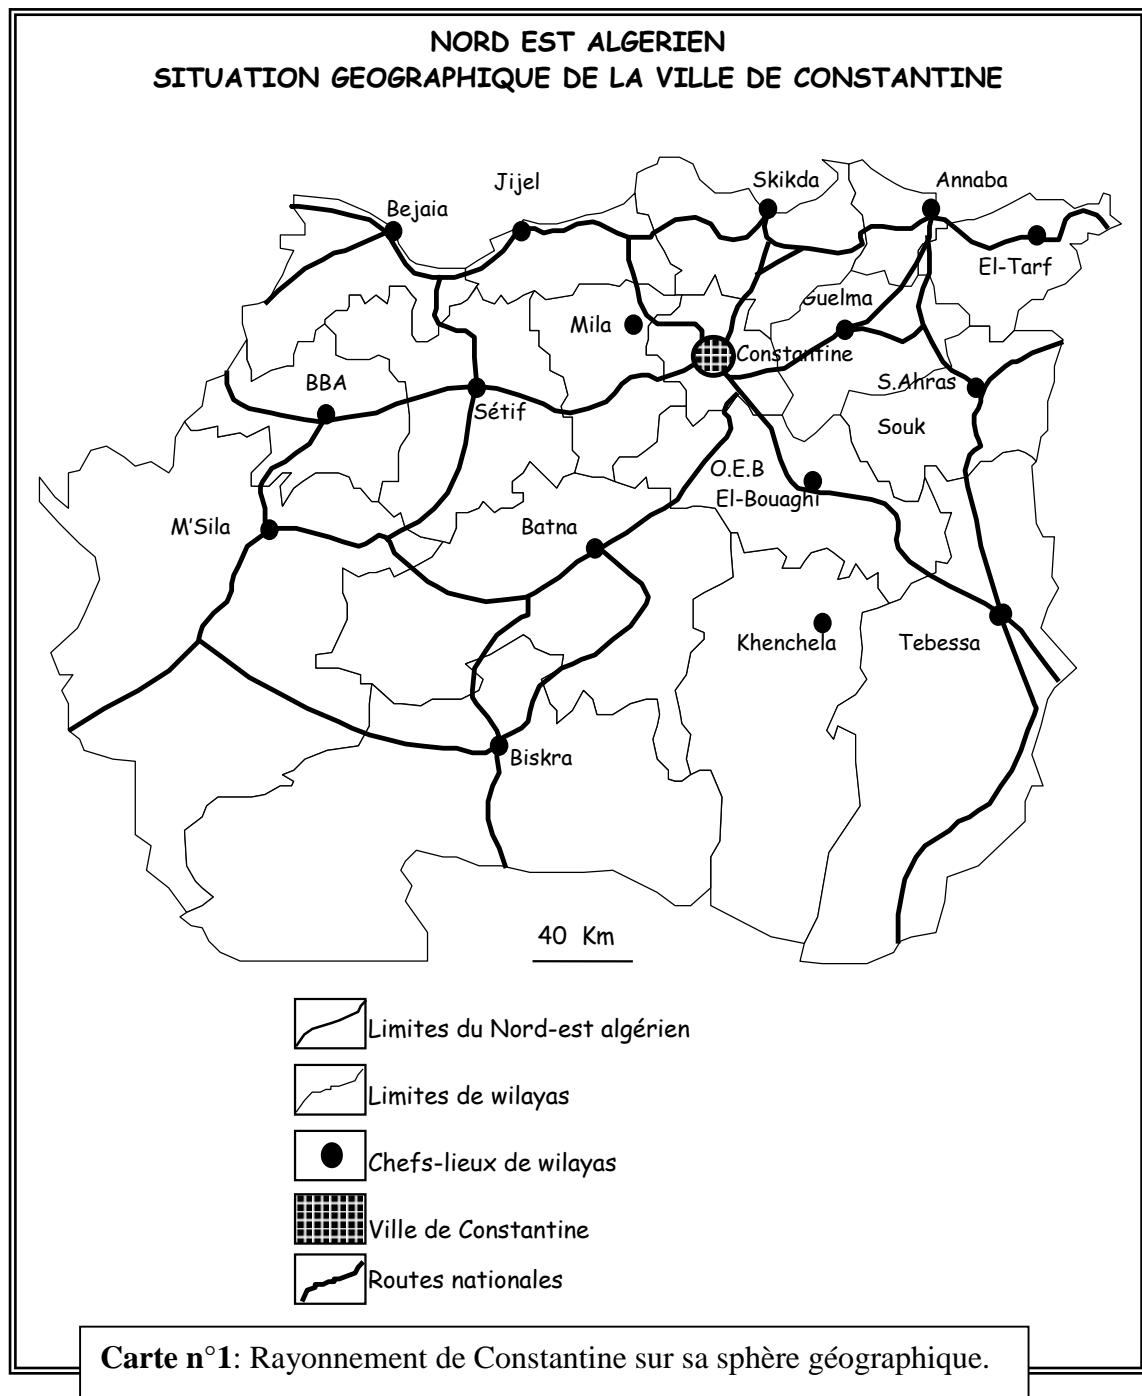 NORD EST ALGERIEN
SITUATION GEOGRAPHIQUE DE LA VILLE DE CONSTANTINE
Jijel
Skikda
Annaba
Bejaia
El-Tarf
Guelma
Mila
Constantine
BBA
S.Ahras
Sétif
Souk
O.E.B
El-Bouaghi
M'Sila
Batna
Khenchela
Tebessa
Biskra
40 Km
Limites du Nord-est algérien
Limites de wilayas
Chefs-lieux de wilayas
Ville de Constantine
Routes nationales
Carte n°1: Rayonnement de Constantine sur sa sphère géographique.